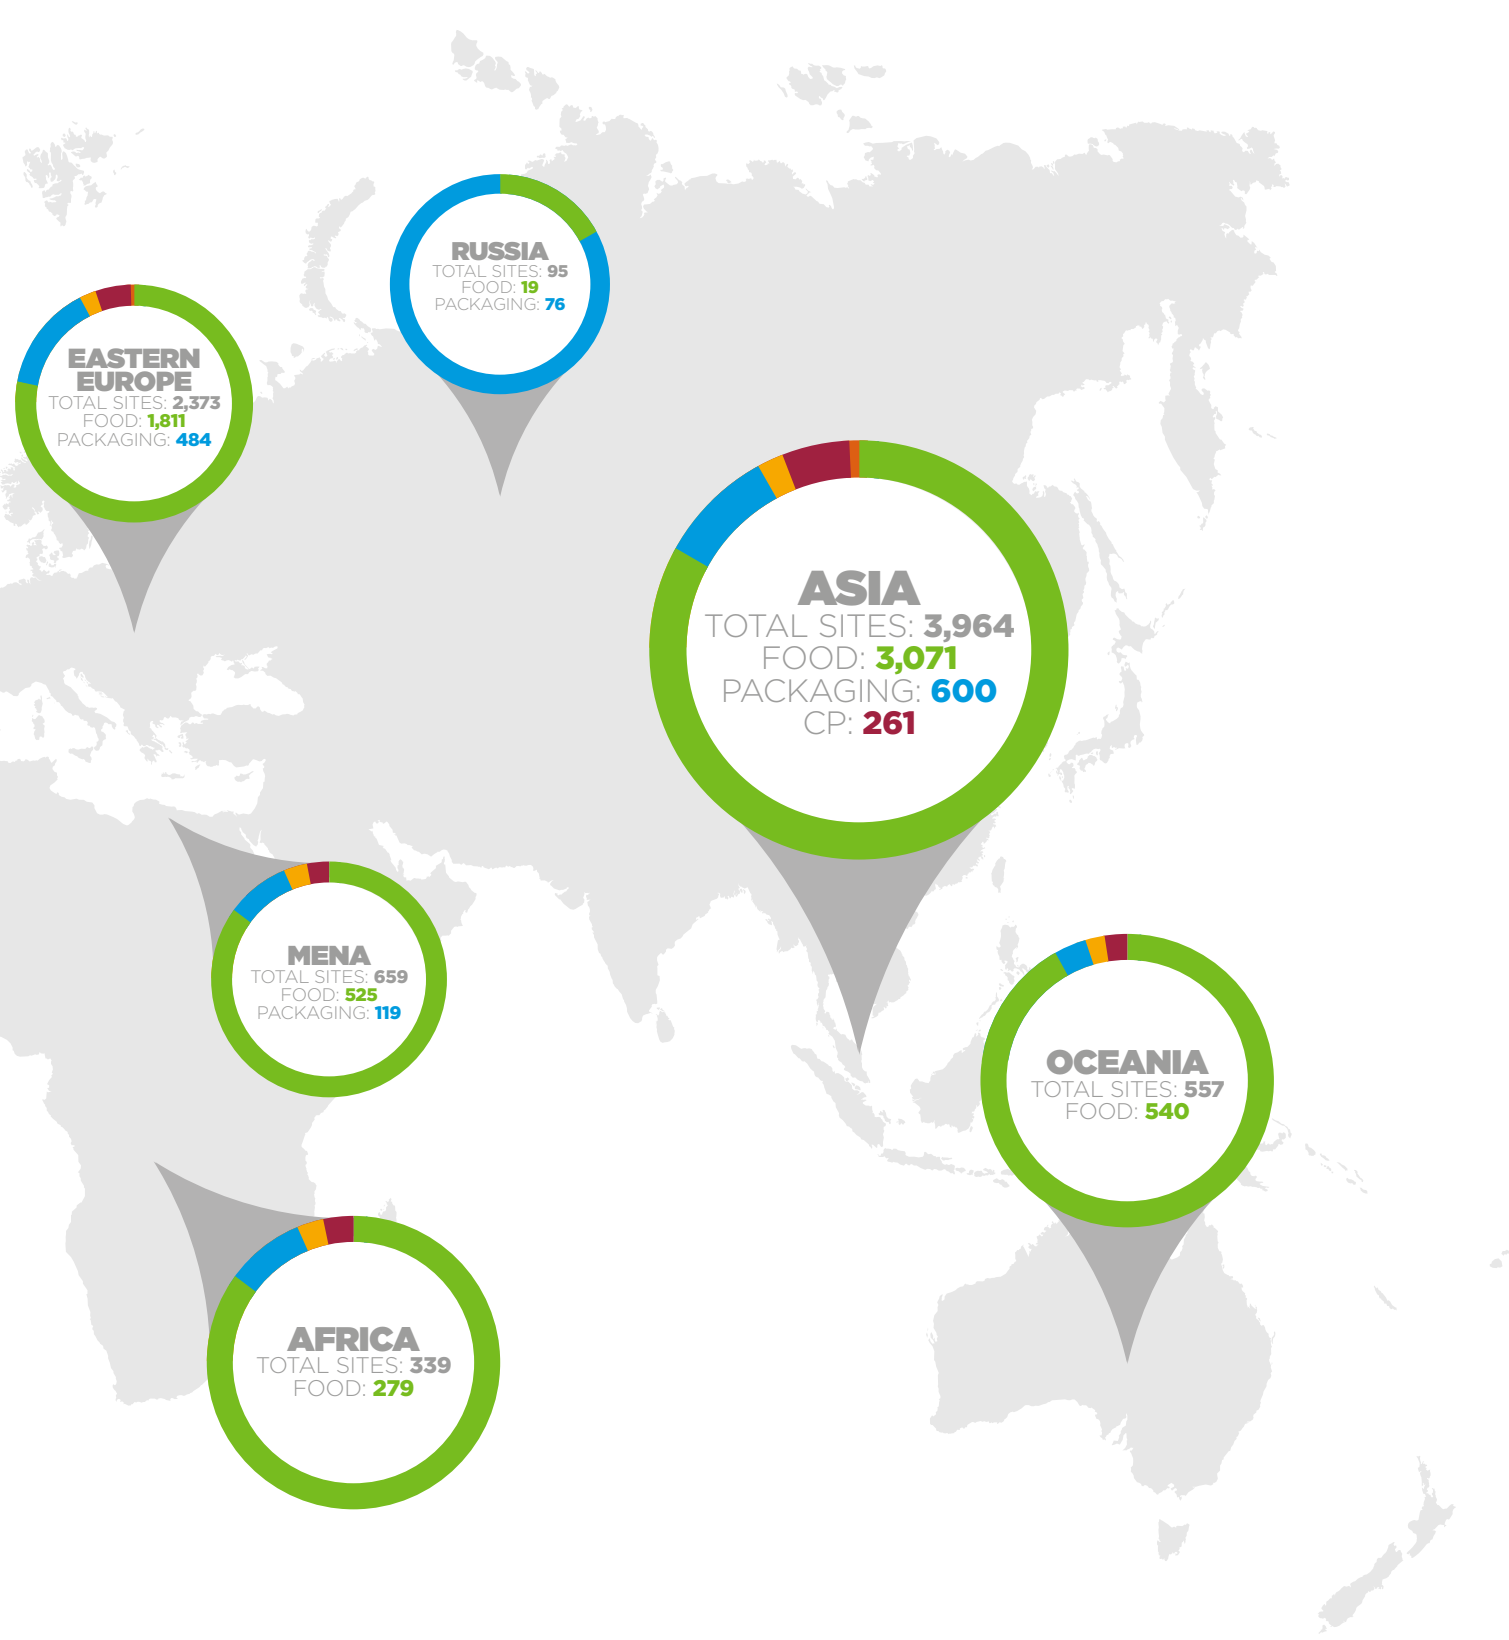 RUSSIA
TOTAL SITES: 95
FOOD: 19
PACKAGING: 76
EASTERN
EUROPE
TOTAL SITES: 2,373
FOOD: 1,811
PACKAGING: 484
ASIA
TOTAL SITES: 3,964
FOOD: 3,071
PACKAGING: 600
CP: 261
MENA
TOTAL SITES: 659
FOOD: 525
PACKAGING: 119
OCEANIA
TOTAL SITES: 557
FOOD: 540
AFRICA
TOTAL SITES: 339
FOOD: 279